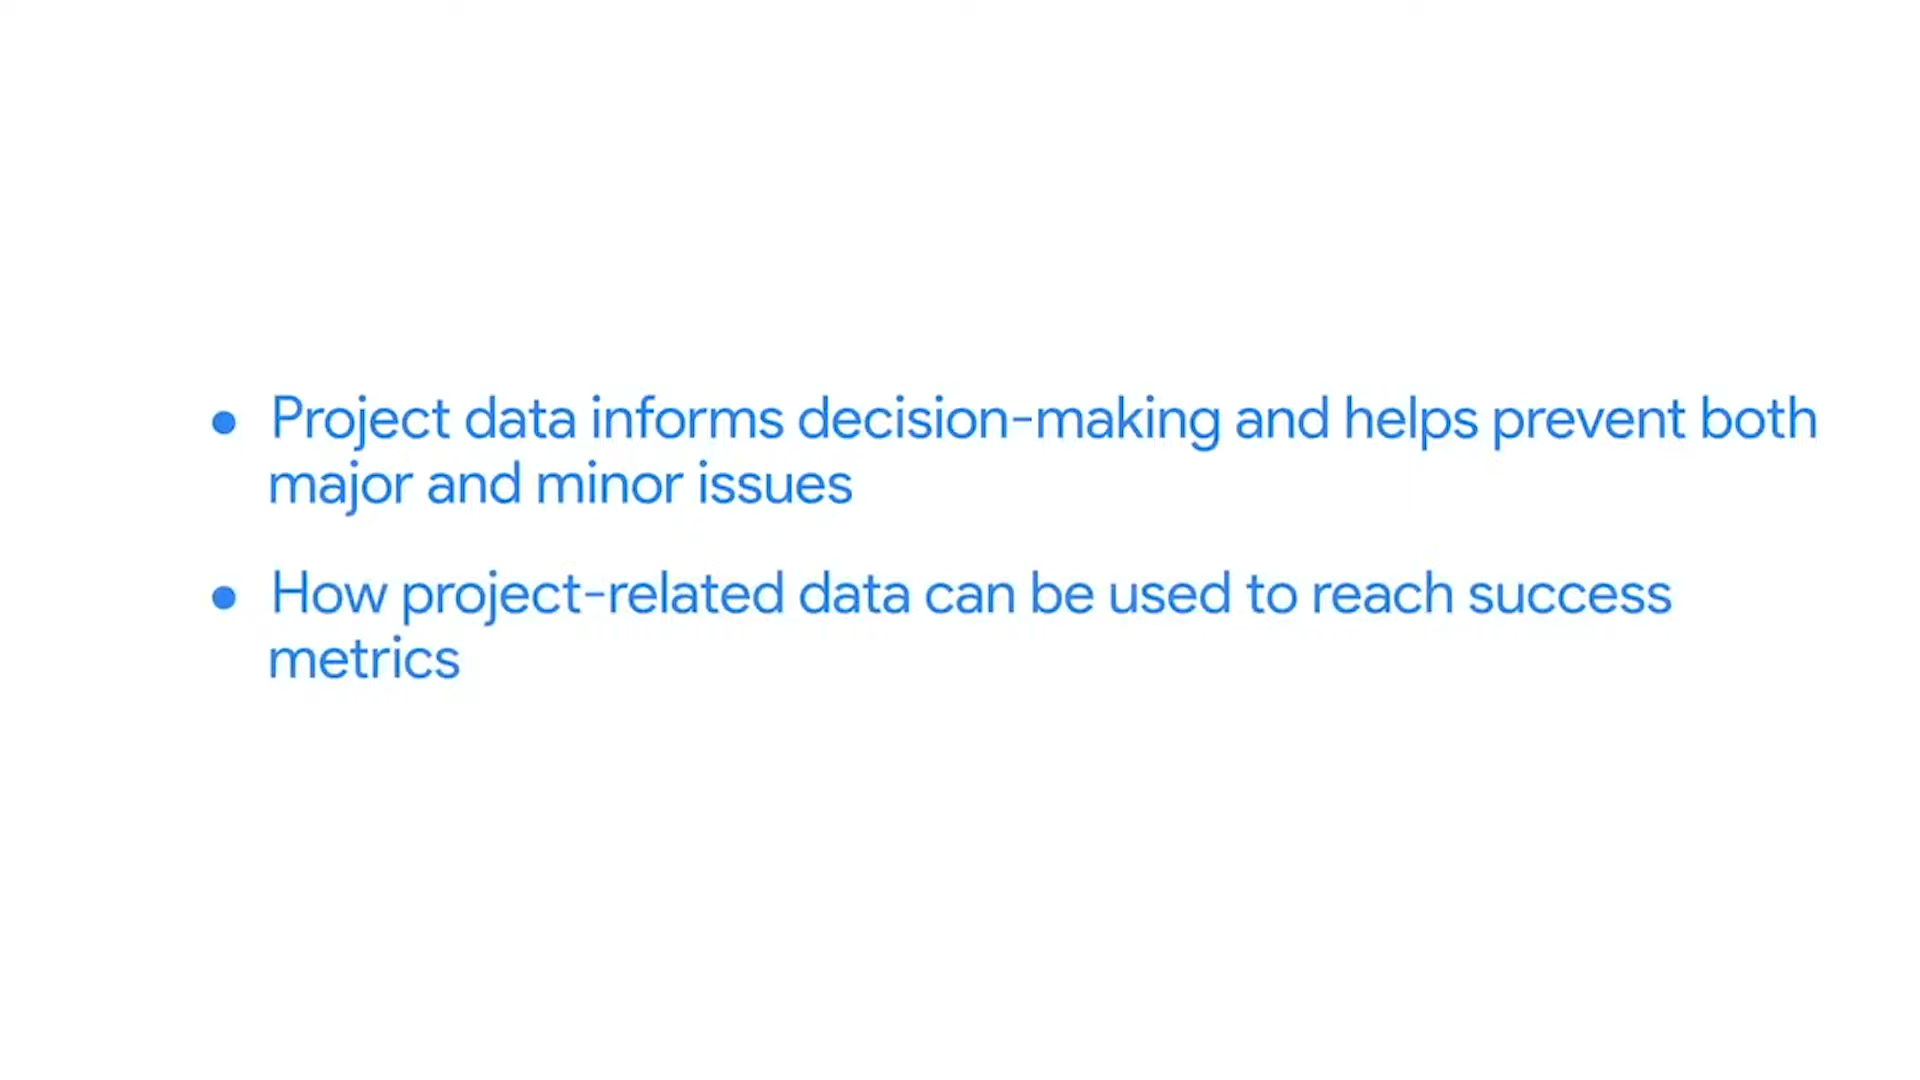 ● Project data informs decision-making and helps prevent both
major and minor issues
● How project-related data can be used to reach success
metrics